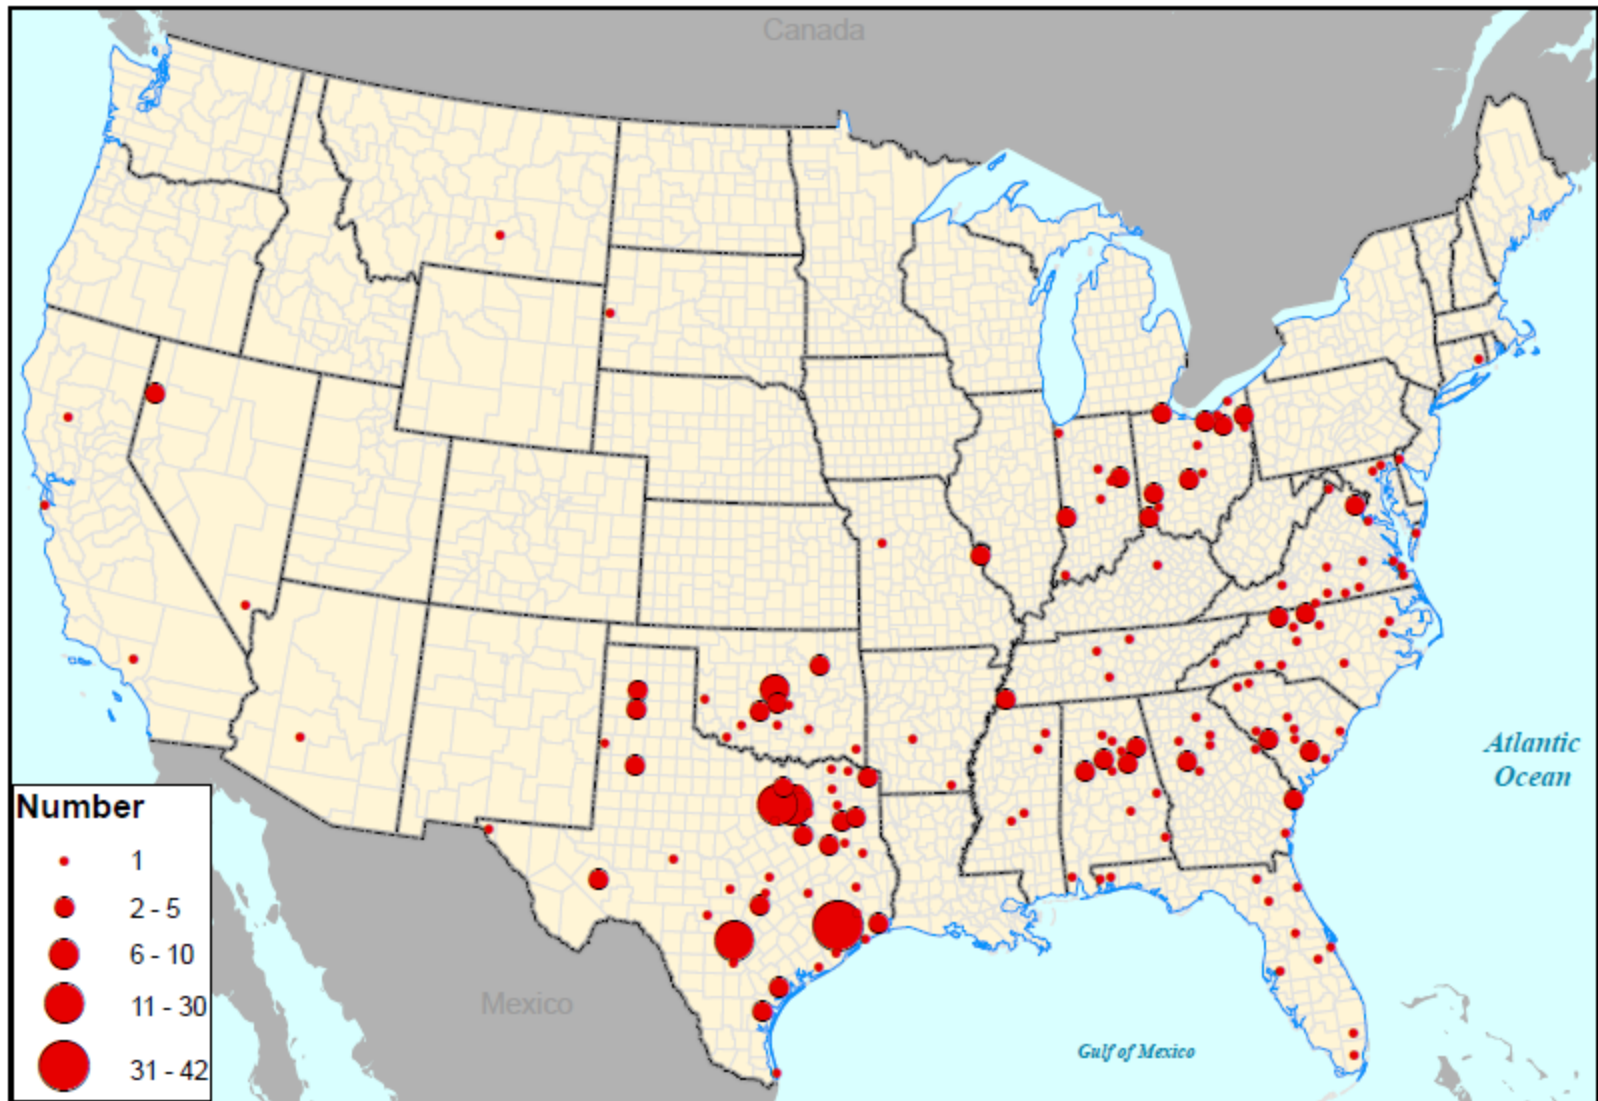 Canada
Atlantic
Ocean
Number
1
2 - 5
6 - 10
11 - 30
31 - 42
Mexico
Gulf of Mexico